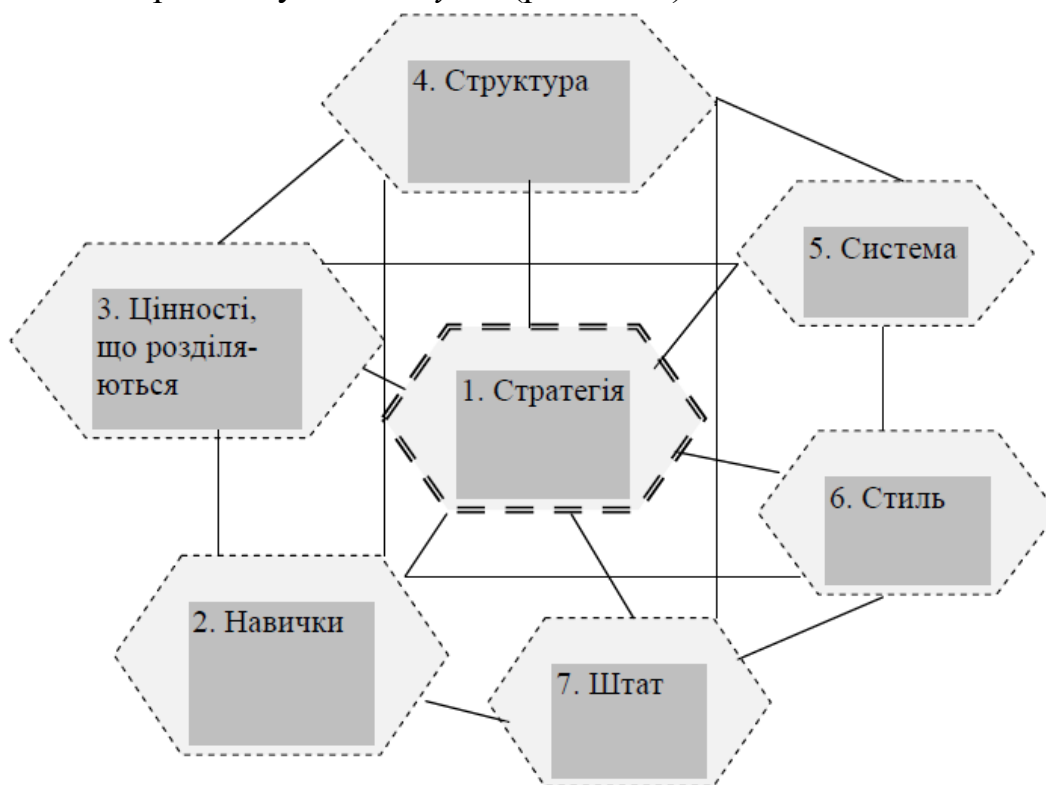 4. Структура
5. Система
3. Цінності,
що розділя-
ються
1. Стратегія
6. Стиль
2. Навички
7. Штат